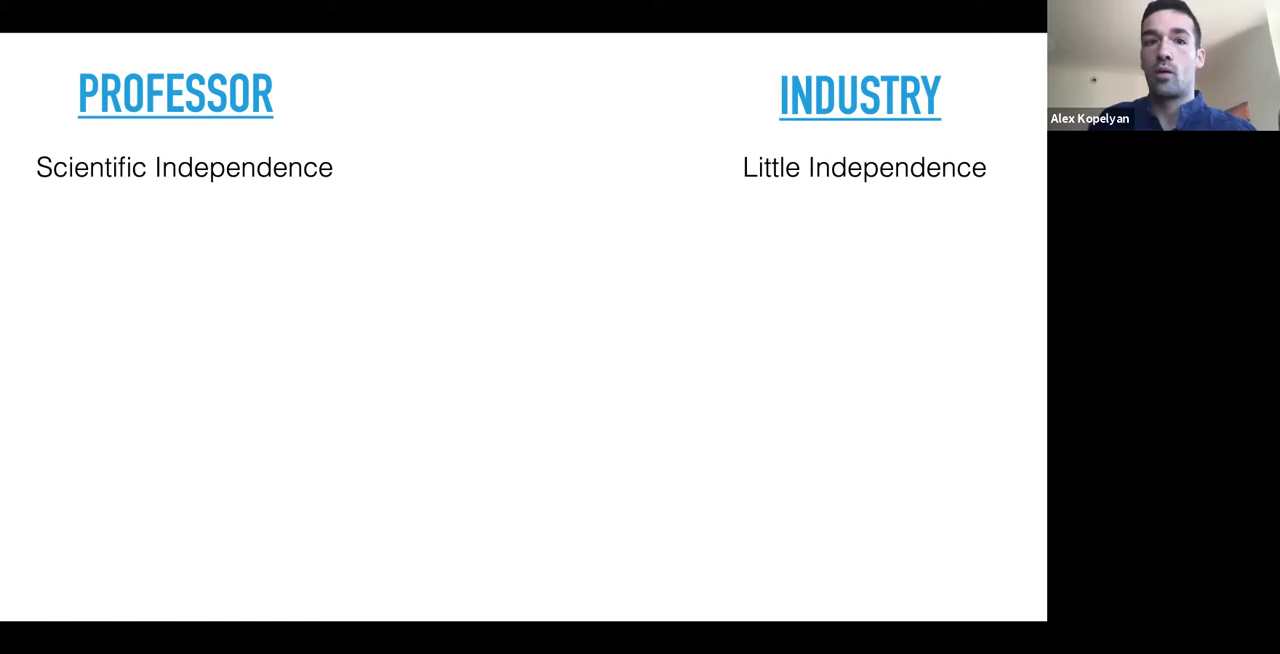 PROFESSOR
INDUSTRY
Scientific Independence
Little Independence
Alex Kopelyan